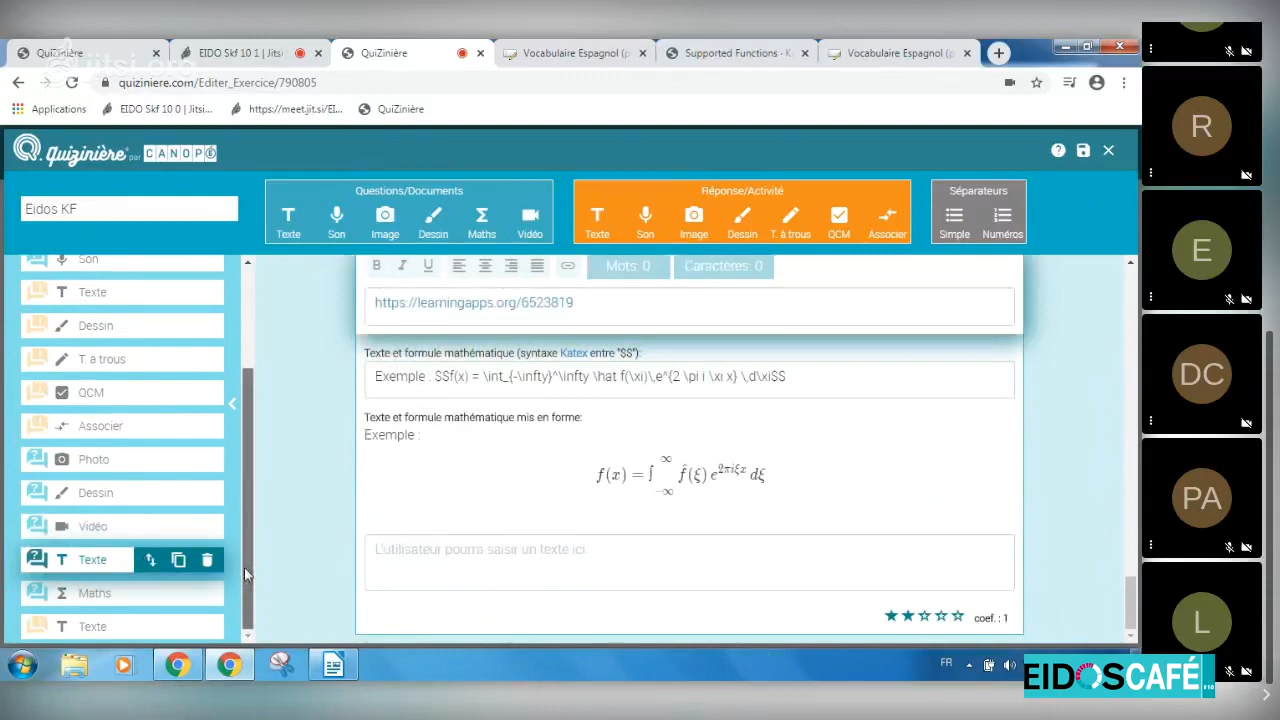 QuiZinière
EIDO Skf 10 1 | Jitsi
QuiZinière
Vocabulaire Espagnol (p
Supported Functions - K
Vocabulaire Espagnol (p
jitsi.org
quiziniere.com/Editer_Exercice/790805
Applications
EIDO Skf 10 0 | Jitsi...
https://meet.jit.si/EI...
QuiZinière
Quizinière par CANOPÉ
Eidos KF
Questions/Documents
Texte Son Image Dessin Maths Vidéo
Réponse/Activité
Texte Son Image Dessin T. à trous QCM Associer
Séparateurs
Simple Numéros
Son
Texte
Dessin
T. à trous
QCM
Associer
Photo
Dessin
Vidéo
Texte
Maths
Texte
B I U Mots: 0 Caractères: 0
https://learningapps.org/6523819
Texte et formule mathématique (syntaxe Katex entre "$$"):
Exemple : $$f(x) = \int_{-\infty}^\infty \hat f(\xi)\,e^{2 \pi i \xi x} \,d\xi$$
Texte et formule mathématique mis en forme:
Exemple :
f(x) = ∫_{−∞}^{∞} f̂(ξ) e^{2πiξx} dξ
L'utilisateur pourra saisir un texte ici
coef. : 1
R
E
DC
PA
L
FR
EIDOSCAFÉ